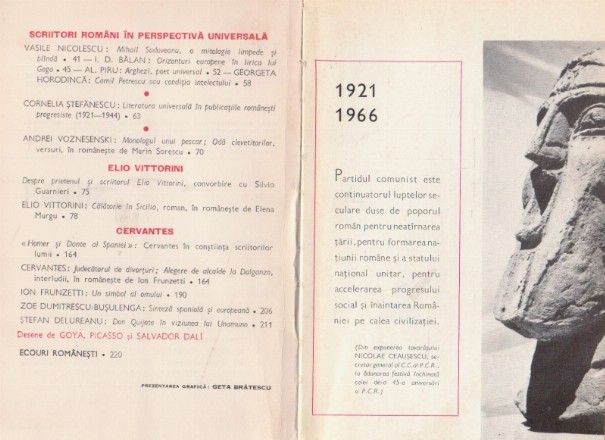 SCRIITORI ROMÂNI ÎN PERSPECTIVĂ UNIVERSALĂ
VASILE NICOLESCU: Mihail Sadoveanu, o mitologie limpede și
blîndă • 41 — I. D. BĂLAN: Orizonturi europene în lirica lui
Goga • 45 — AL. PIRU: Arghezi, poet universal • 52 — GEORGETA
HORODINCĂ: Camil Petrescu sau condiția intelectului • 58
CORNELIA ȘTEFĂNESCU: Literatura universală în publicațiile românești
progresiste (1921—1944) • 63
ANDREI VOZNESENSKI: Monologul unui pescar; Odă clevetitorilor,
versuri, în românește de Marin Sorescu • 70
ELIO VITTORINI
Despre prietenul și scriitorul Elio Vittorini, convorbire cu Silvio
Guarnieri • 75
ELIO VITTORINI: Călătorie în Sicilia, roman, în românește de Elena
Murgu • 78
CERVANTES
« Homer și Dante al Spaniei »: Cervantes în conștiința scriitorilor
lumii • 164
CERVANTES: Judecătorul de divorțuri; Alegere de alcalde la Dalganzo,
interludii, în românește de Ion Frunzetti • 164
ION FRUNZETTI: Un simbol al omului • 190
ZOE DUMITRESCU-BUȘULENGA: Sinteză spaniolă și europeană • 206
ȘTEFAN DELUREANU: Don Quijote în viziunea lui Unamuno • 211
Desene de GOYA, PICASSO și SALVADOR DALÍ
ECOURI ROMÂNEȘTI • 220
PREZENTAREA GRAFICĂ: GETA BRĂTESCU
1921
1966
Partidul comunist este
continuatorul luptelor se-
culare duse de poporul
român pentru neatîrnarea
țării, pentru formarea na-
țiunii române și a statului
național unitar, pentru
accelerarea progresului
social și înaintarea Româ-
niei pe calea civilizației.
(Din expunerea tovarășului
NICOLAE CEAUȘESCU, se-
cretar general al C.C. al P.C.R.,
la Adunarea festivă închinată
celei de-a 45-a aniversări
a P.C.R.)